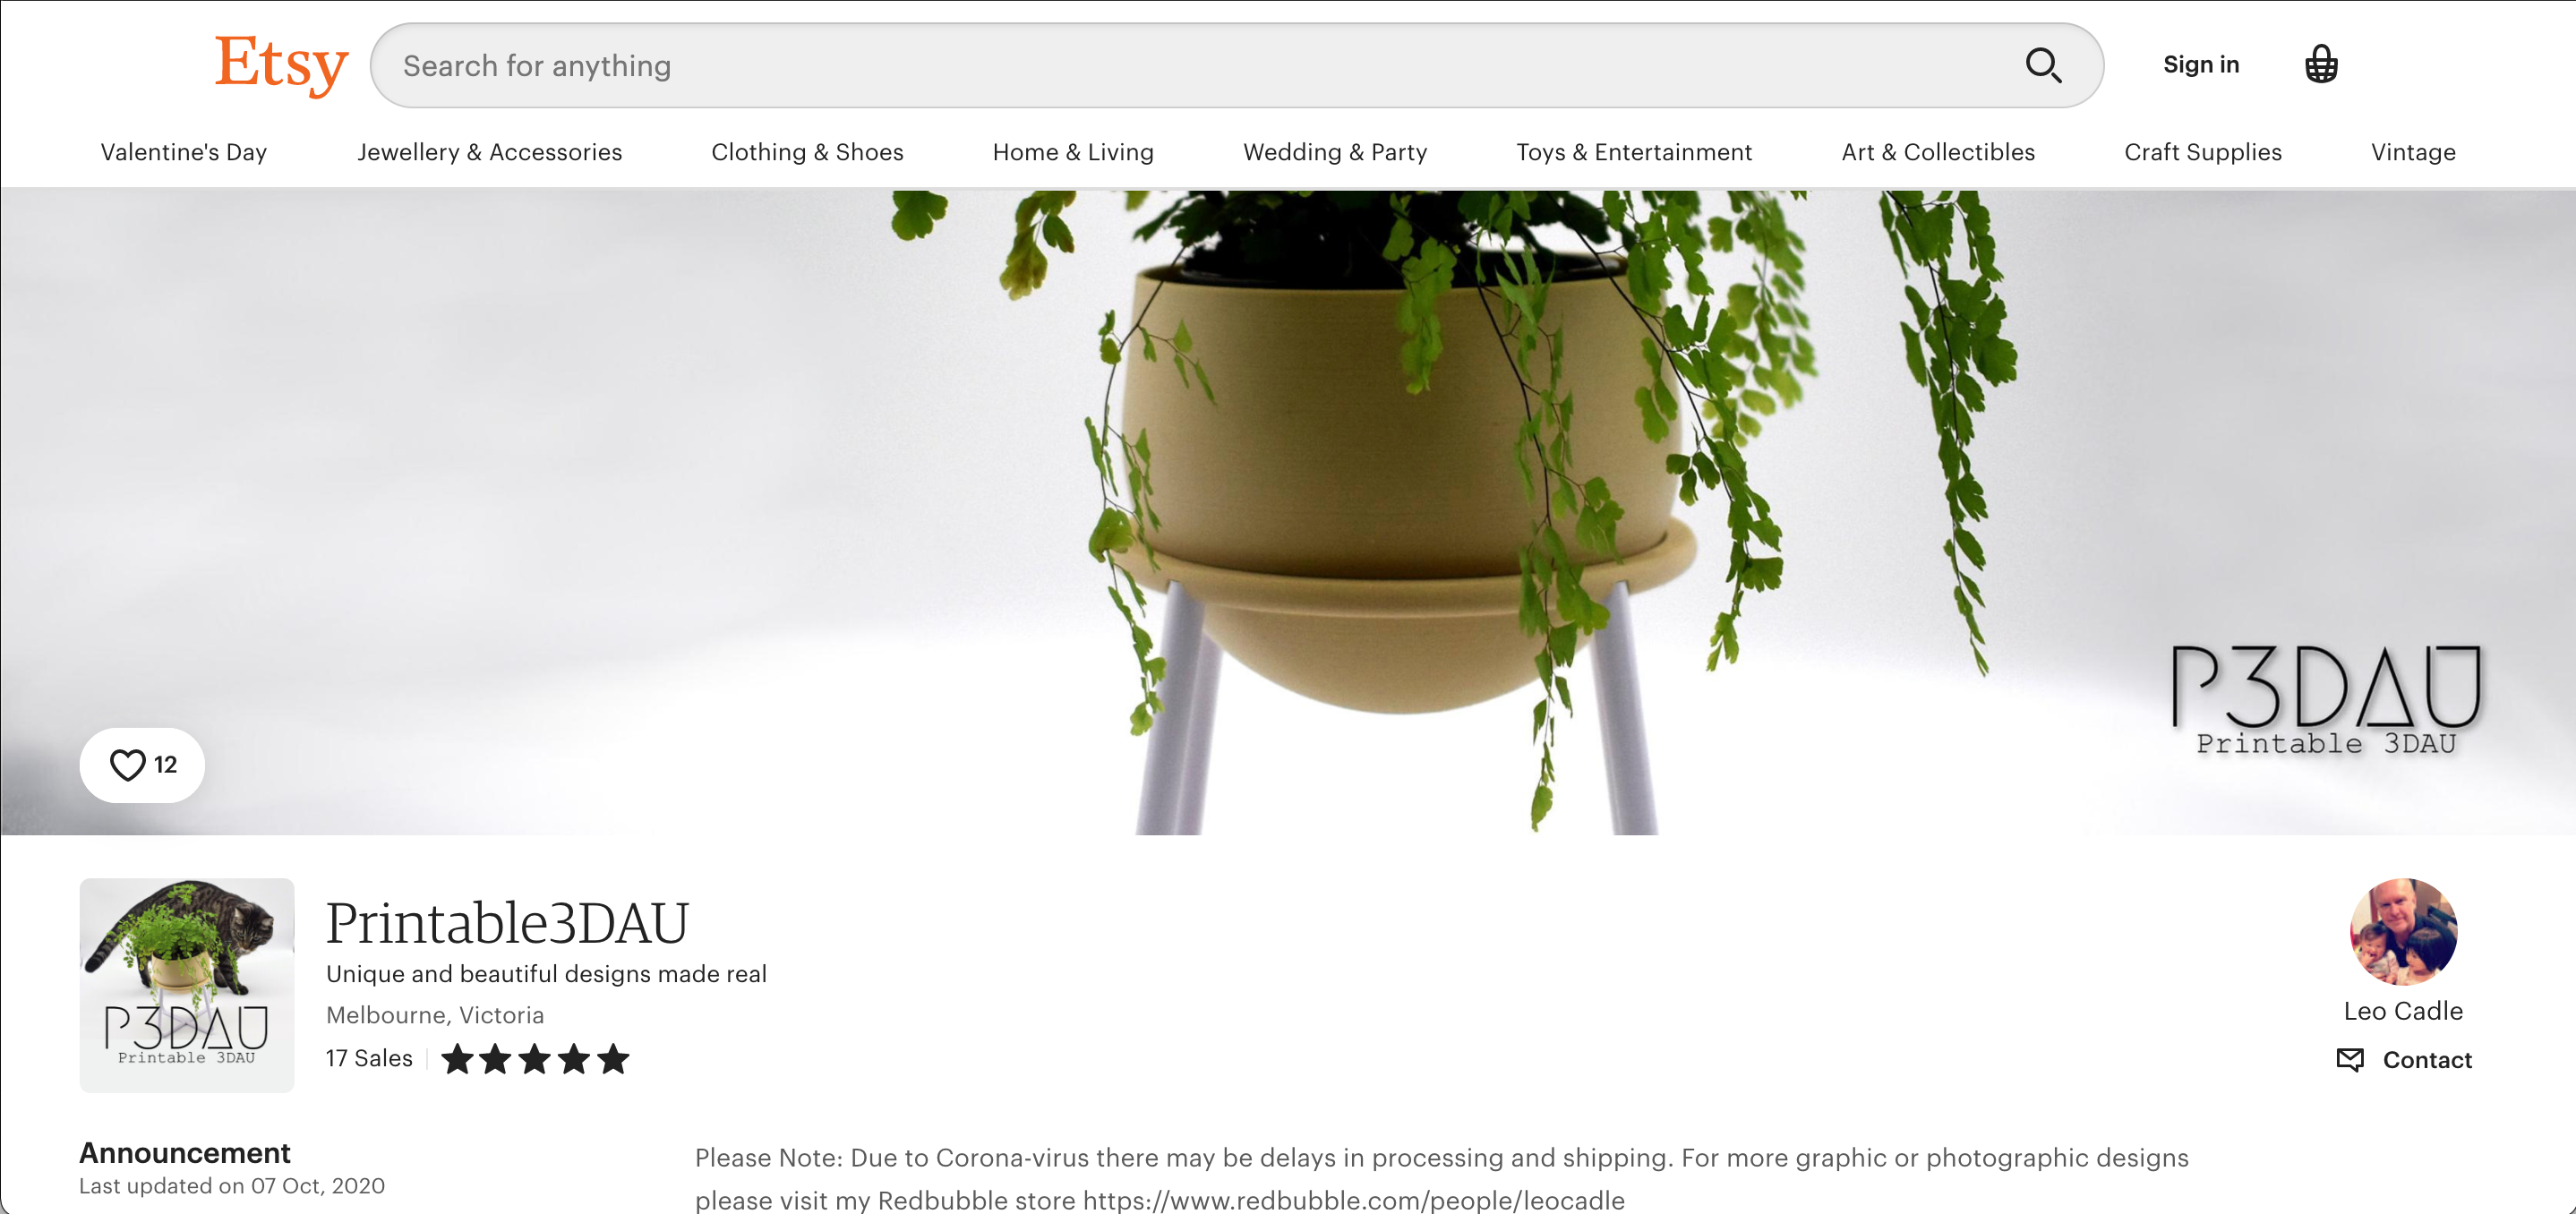 Etsy
Search for anything
Sign in
Valentine's Day Jewellery & Accessories Clothing & Shoes Home & Living Wedding & Party Toys & Entertainment Art & Collectibles Craft Supplies Vintage
P3DAU
Printable 3DAU
12
P3DAU
Printable 3DAU
Printable3DAU
Unique and beautiful designs made real
Melbourne, Victoria
17 Sales
Leo Cadle
Contact
Announcement
Last updated on 07 Oct, 2020
Please Note: Due to Corona-virus there may be delays in processing and shipping. For more graphic or photographic designs
please visit my Redbubble store https://www.redbubble.com/people/leocadle